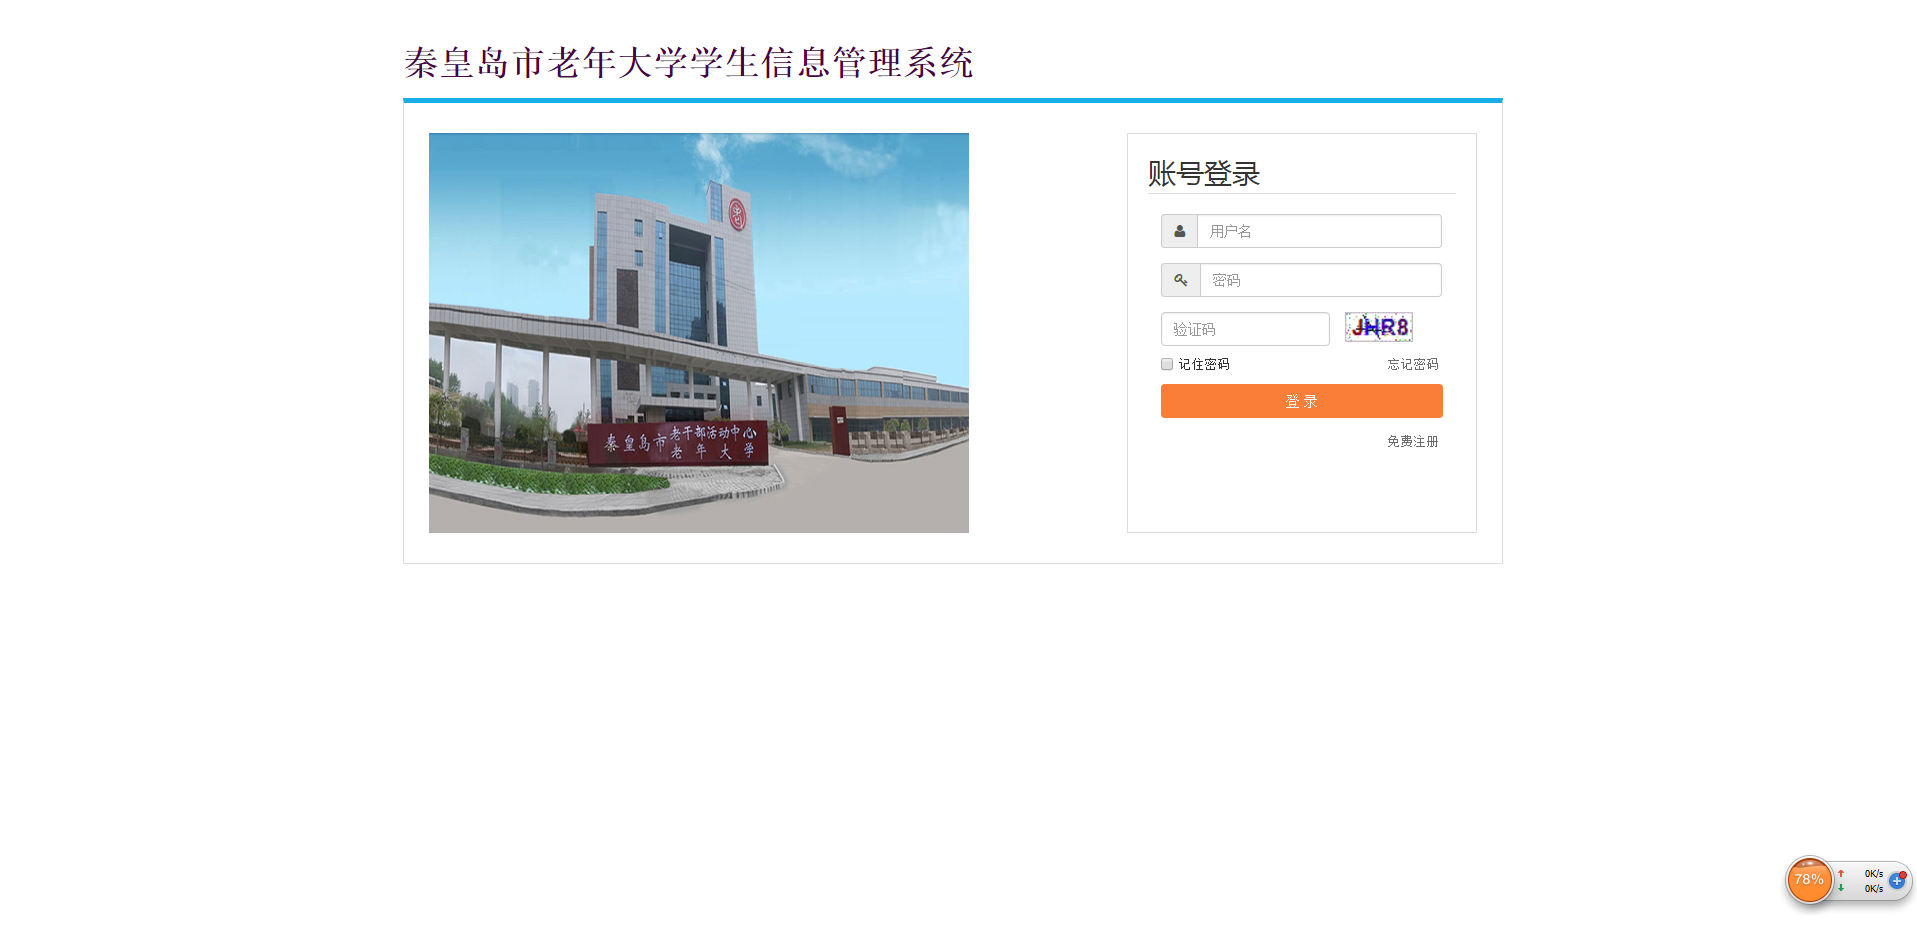 秦皇岛市老年大学学生信息管理系统
老
秦皇岛市老干部活动中心
老年大学
账号登录
用户名
密码
验证码
JHR8
记住密码
忘记密码
登 录
免费注册
78%
0K/s
0K/s